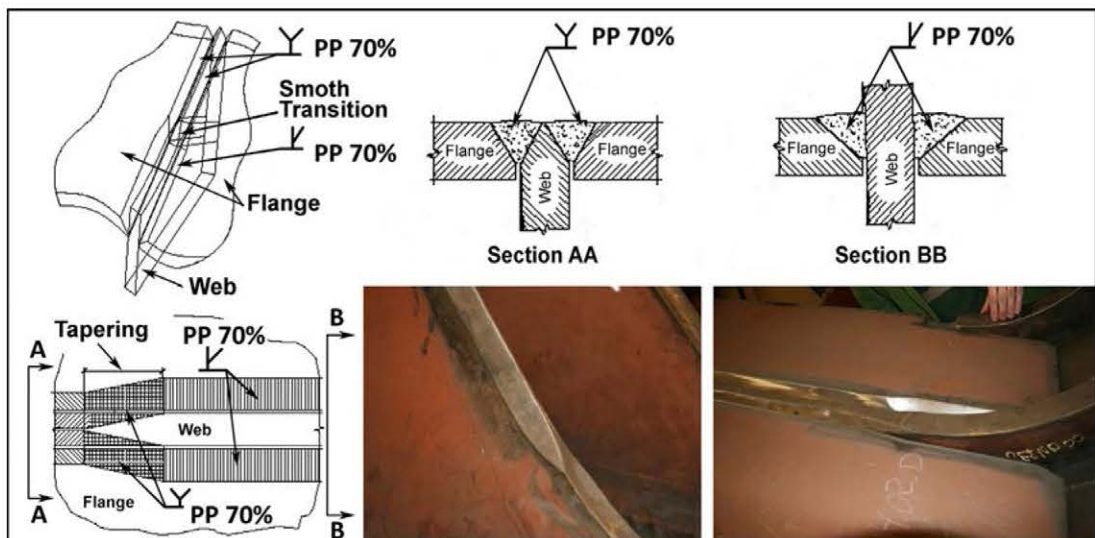 PP 70%
Smoth
Transition
PP 70%
Flange
Web
PP 70%
Flange
Flange
Web
Section AA
PP 70%
Flange
Flange
Web
Section BB
Tapering
PP 70%
A
B
Web
A
Flange
PP 70%
B